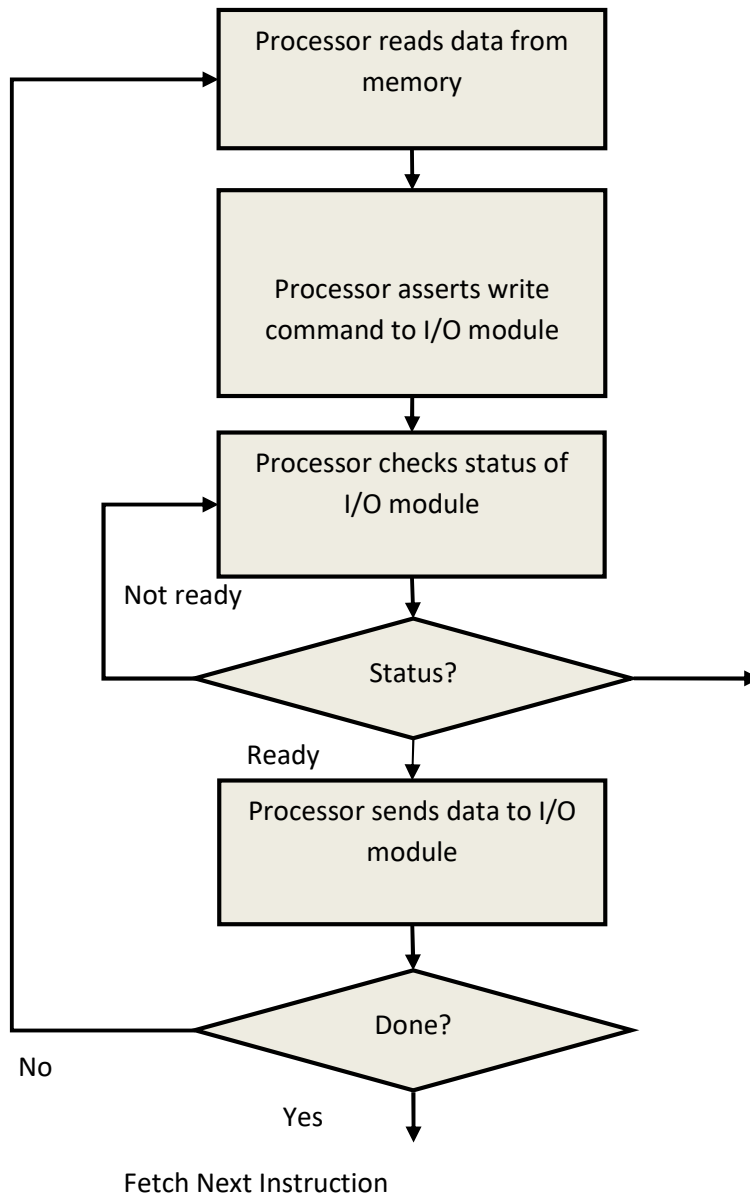 Processor reads data from
memory
Processor asserts write
command to I/O module
Processor checks status of
I/O module
Not ready
Status?
Ready
Processor sends data to I/O
module
Done?
No
Yes
Fetch Next Instruction